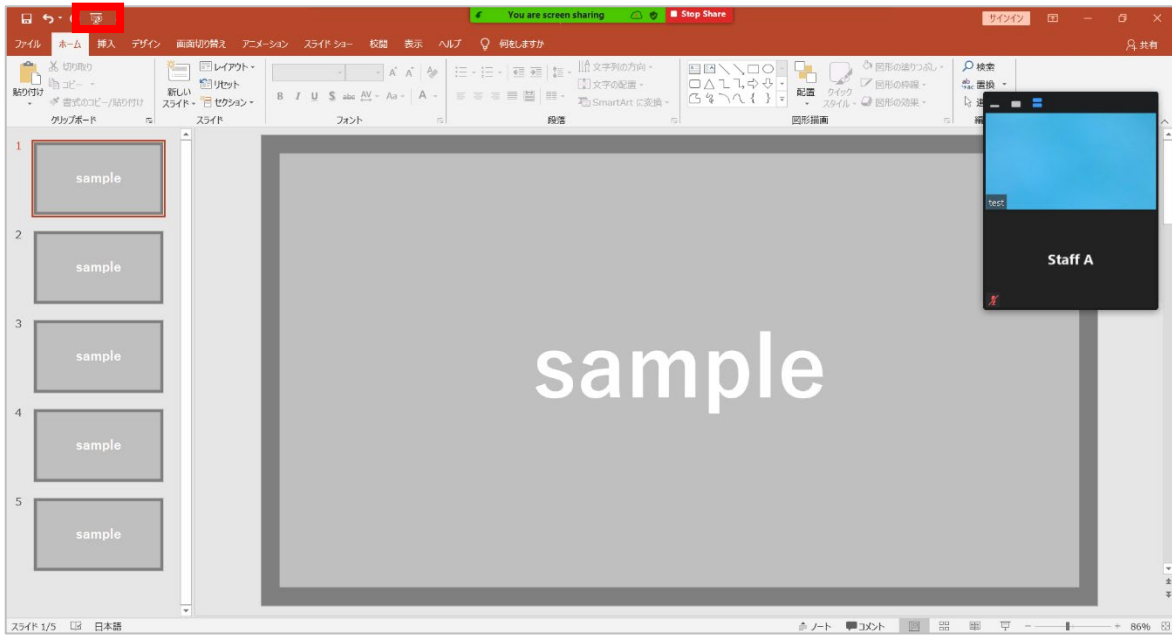 You are screen sharing
Stop Share
サインイン
ファイル ホーム 挿入 デザイン 画面切り替え アニメーション スライド ショー 校閲 表示 ヘルプ 何をしますか
共有
貼り付け
切り取り
コピー
書式のコピー/貼り付け
クリップボード
新しい
スライド
レイアウト
リセット
セクション
スライド
B I U S abc AV Aa A
フォント
文字列の方向
文字の配置
SmartArt に変換
段落
配置
クイック
スタイル
図形の塗りつぶし
図形の枠線
図形の効果
図形描画
検索
置換
test
Staff A
1
sample
2
sample
3
sample
4
sample
5
sample
sample
スライド 1/5 日本語
ノート コメント
86%